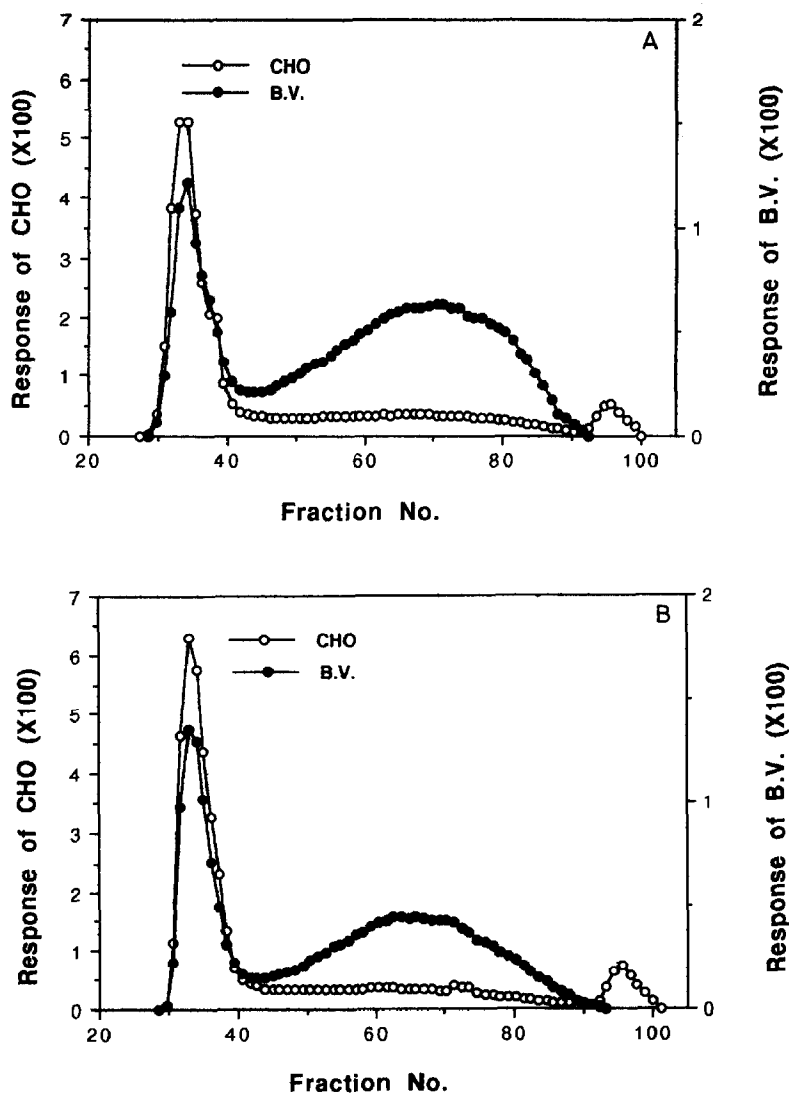 A
CHO
B.V.
7
6
5
4
3
2
1
0
2
1
0
20
40
60
80
100
Response of CHO (X100)
Response of B.V. (X100)
Fraction No.
B
CHO
B.V.
7
6
5
4
3
2
1
0
2
1
0
20
40
60
80
100
Response of CHO (X100)
Response of B.V. (X100)
Fraction No.